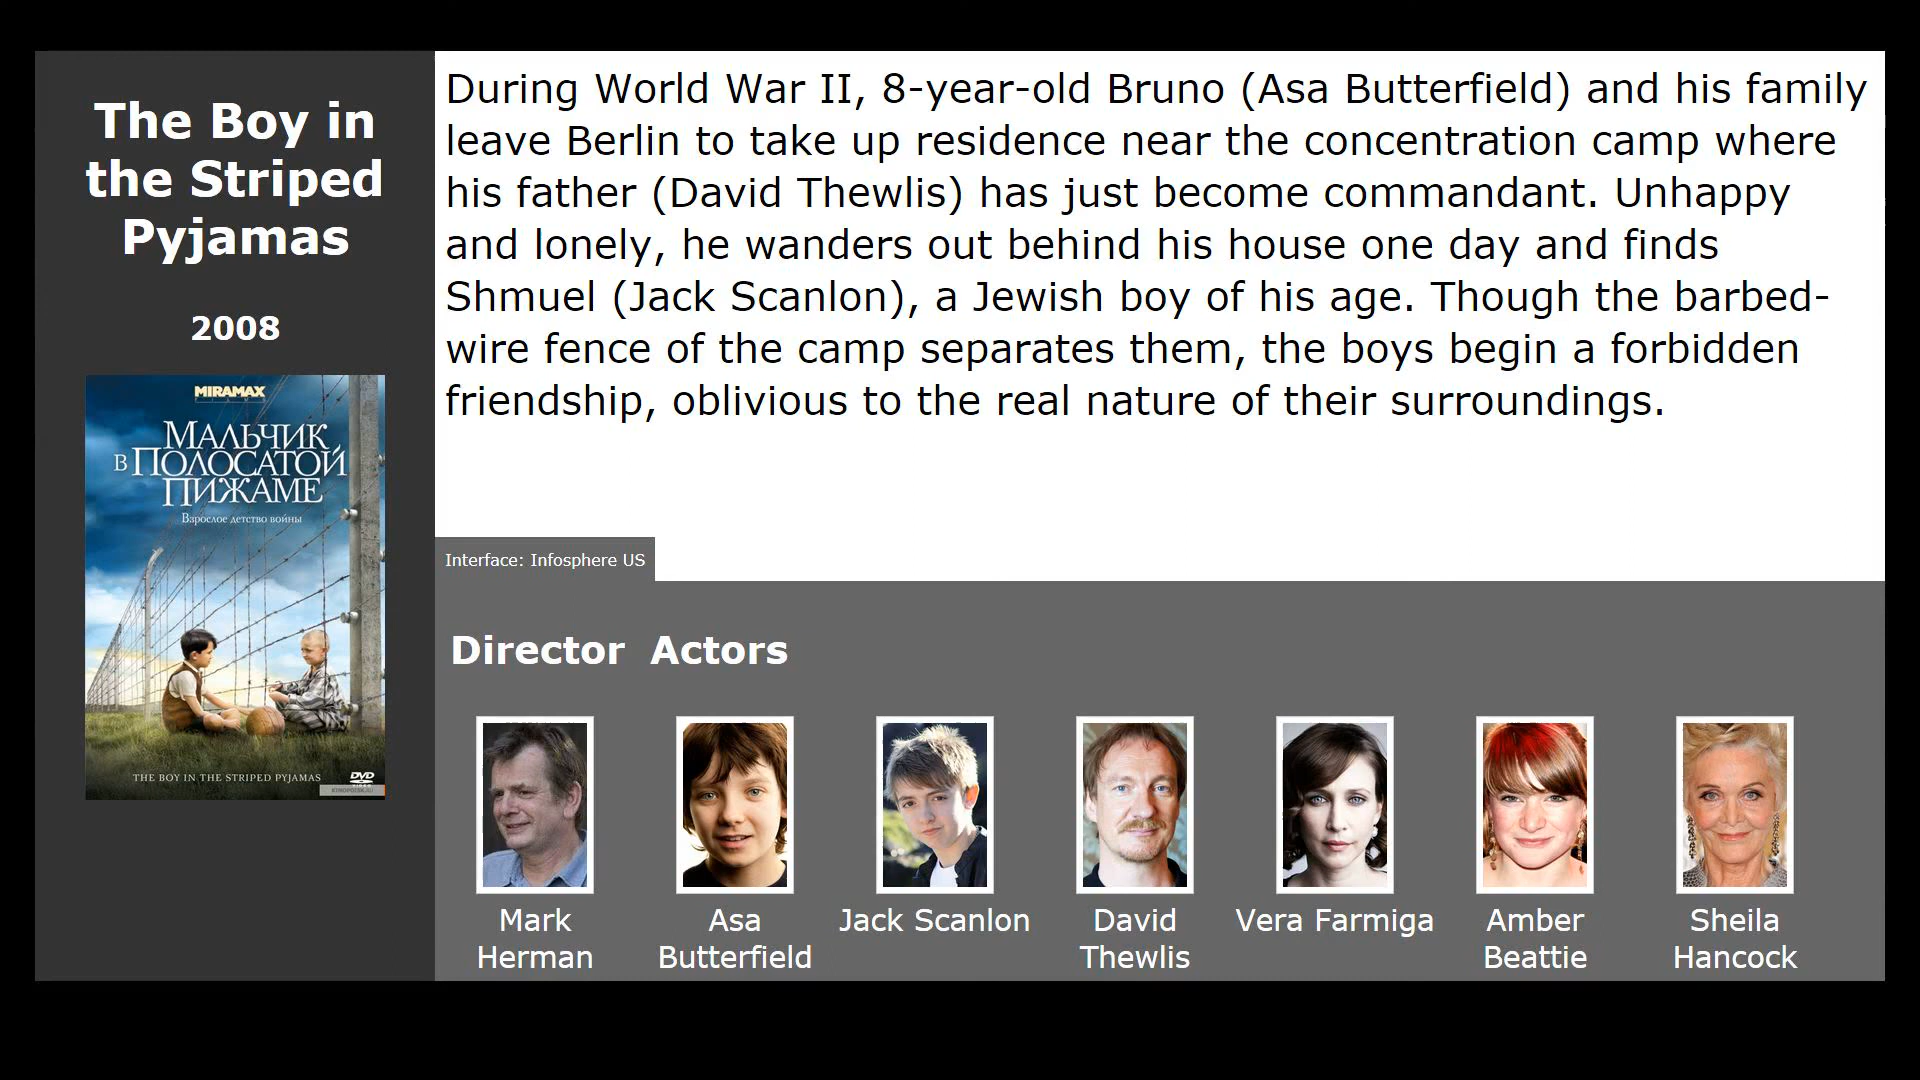 The Boy in
the Striped
Pyjamas
2008
MIRAMAX
МАЛЬЧИК
В ПОЛОСАТОЙ
ПИЖАМЕ
Взрослое детство войны
THE BOY IN THE STRIPED PYJAMAS
DVD
KINOPOISK.RU
During World War II, 8-year-old Bruno (Asa Butterfield) and his family
leave Berlin to take up residence near the concentration camp where
his father (David Thewlis) has just become commandant. Unhappy
and lonely, he wanders out behind his house one day and finds
Shmuel (Jack Scanlon), a Jewish boy of his age. Though the barbed-
wire fence of the camp separates them, the boys begin a forbidden
friendship, oblivious to the real nature of their surroundings.
Interface: Infosphere US
Director Actors
Mark
Herman
Asa
Butterfield
Jack Scanlon
David
Thewlis
Vera Farmiga
Amber
Beattie
Sheila
Hancock